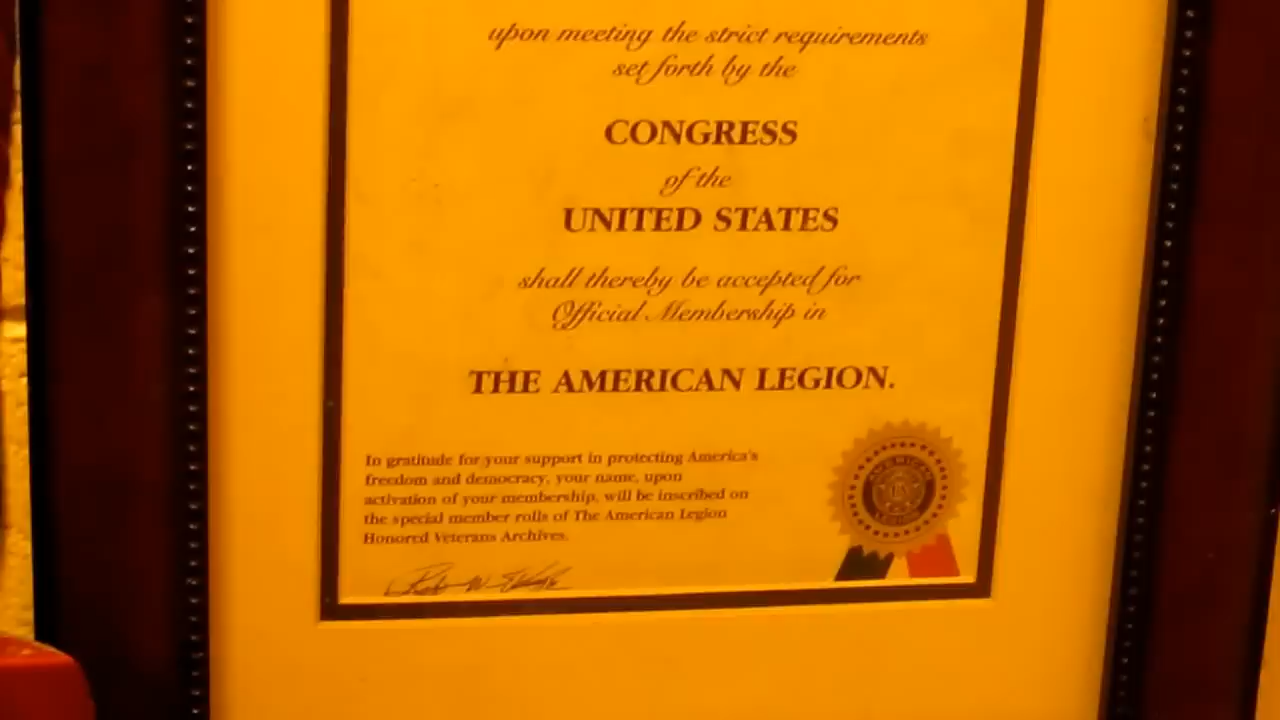 upon meeting the strict requirements
set forth by the
CONGRESS
of the
UNITED STATES
shall thereby be accepted for
Official Membership in
THE AMERICAN LEGION.
In gratitude for your support in protecting America's
freedom and democracy, your name, upon
activation of your membership, will be inscribed on
the special member rolls of The American Legion
Honored Veterans Archives.
AMERICAN
LEGION